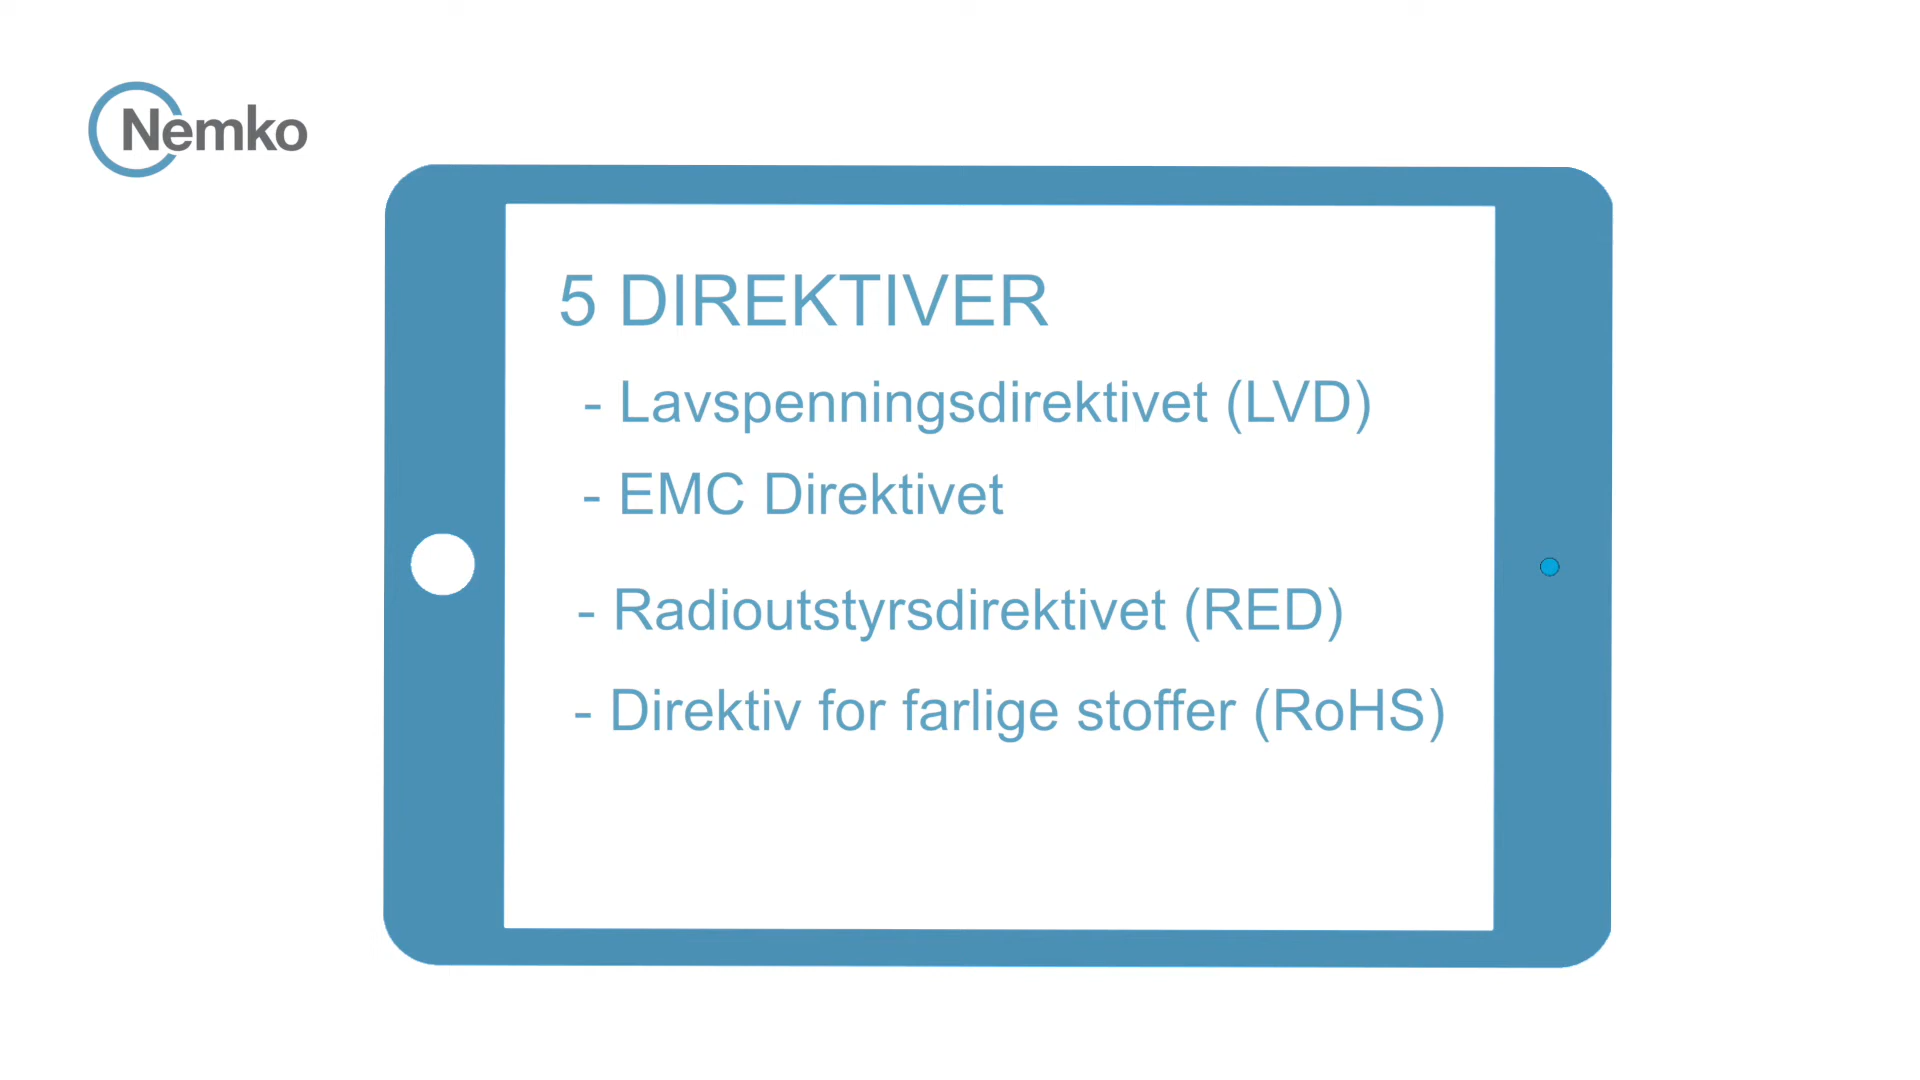 Nemko
5 DIREKTIVER
- Lavspenningsdirektivet (LVD)
- EMC Direktivet
- Radioutstyrsdirektivet (RED)
- Direktiv for farlige stoffer (RoHS)